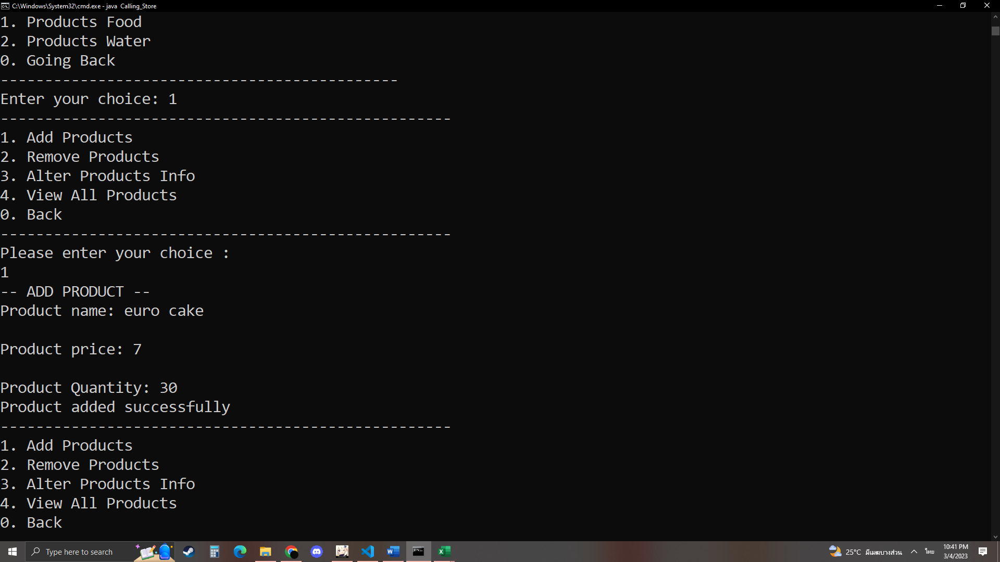 C:\Windows\System32\cmd.exe - java  Calling_Store
1. Products Food
2. Products Water
0. Going Back
---------------------------------------------
Enter your choice: 1
---------------------------------------------------
1. Add Products
2. Remove Products
3. Alter Products Info
4. View All Products
0. Back
---------------------------------------------------
Please enter your choice :
1
-- ADD PRODUCT --
Product name: euro cake
Product price: 7
Product Quantity: 30
Product added successfully
---------------------------------------------------
1. Add Products
2. Remove Products
3. Alter Products Info
4. View All Products
0. Back
Type here to search
25°C มีเมฆบางส่วน
ไทย
10:41 PM
3/4/2023